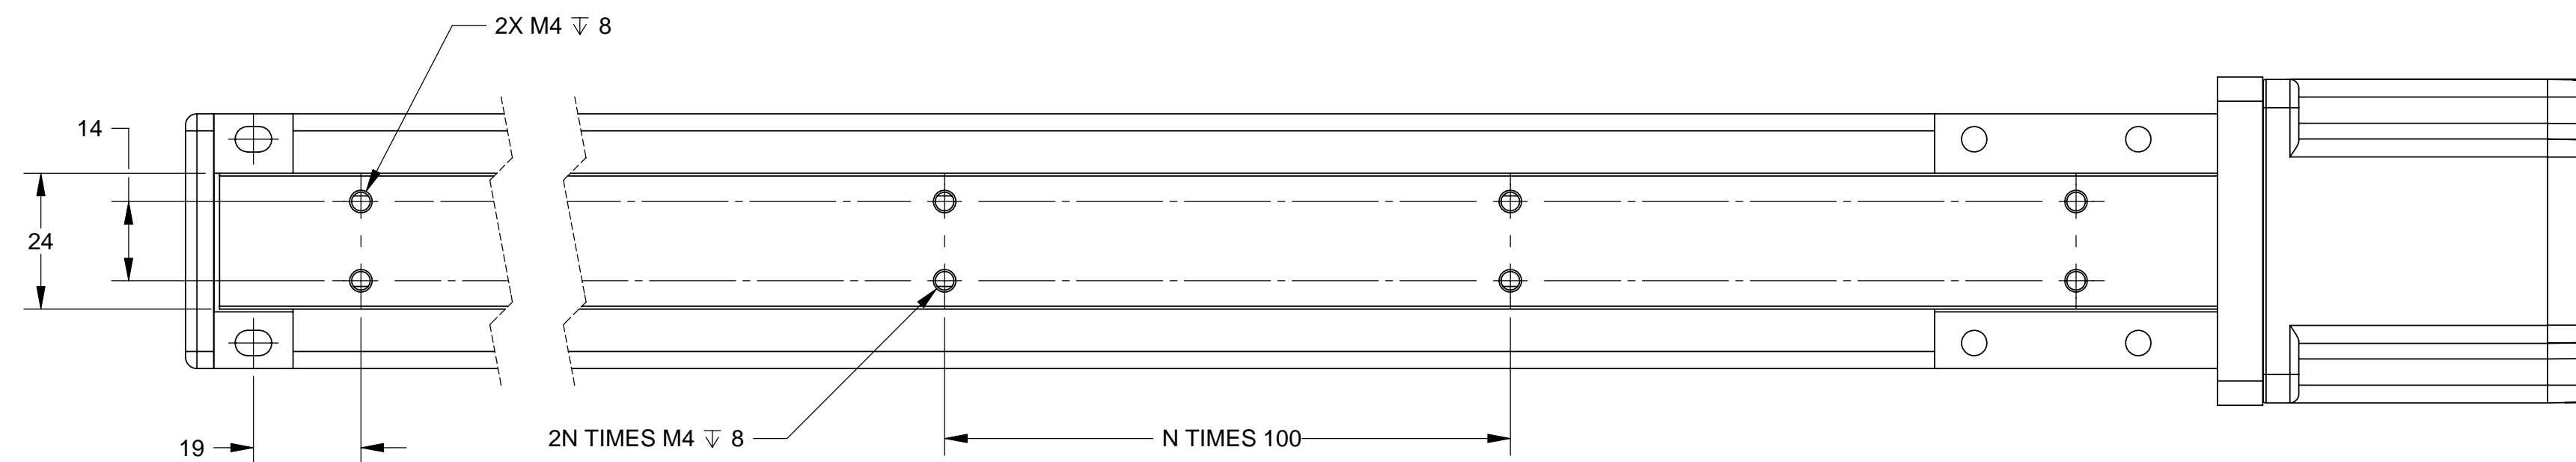 2X M4 ↧ 8
14
24
19
2N TIMES M4 ↧ 8
N TIMES 100